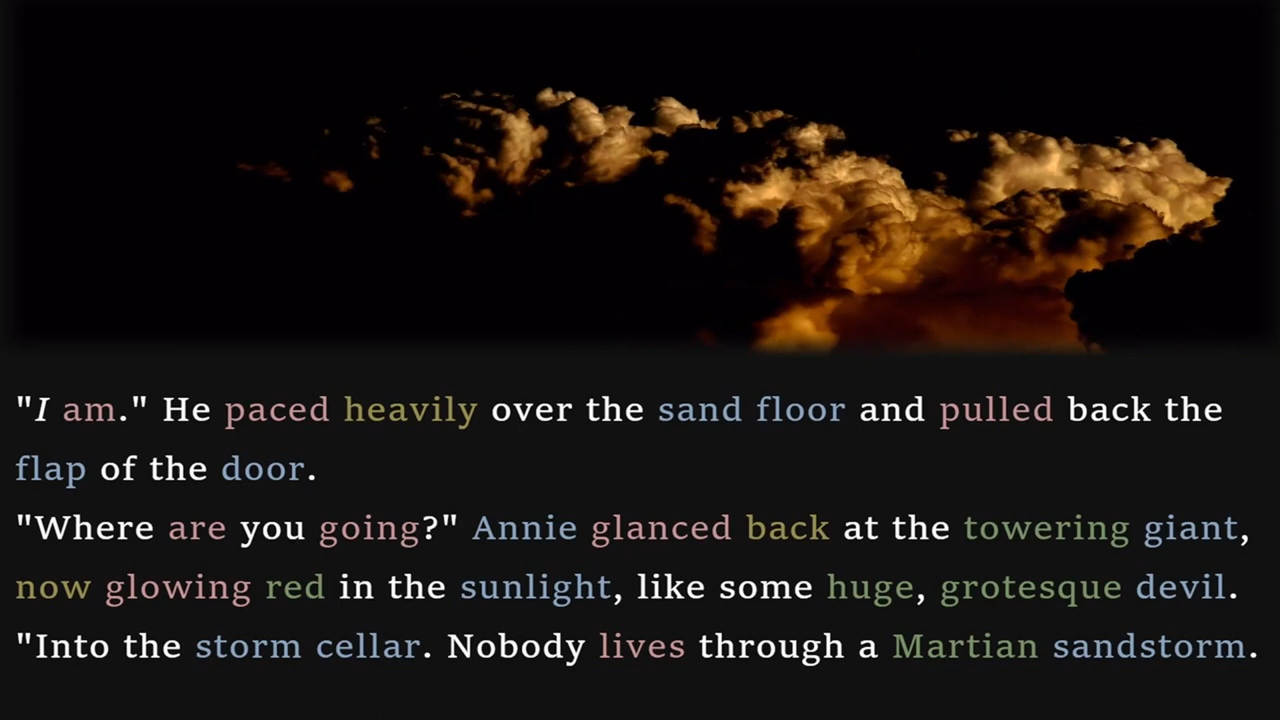 "I am." He paced heavily over the sand floor and pulled back the
flap of the door.
"Where are you going?" Annie glanced back at the towering giant,
now glowing red in the sunlight, like some huge, grotesque devil.
"Into the storm cellar. Nobody lives through a Martian sandstorm.